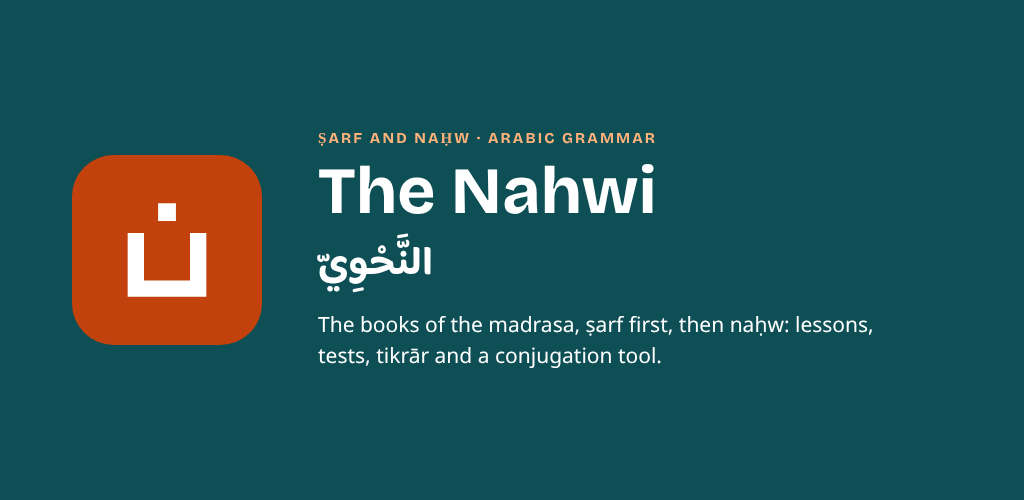 ن
ṢARF AND NAḤW · ARABIC GRAMMAR
The Nahwi
النَّحْوِيّ
The books of the madrasa, ṣarf first, then naḥw: lessons,
tests, tikrār and a conjugation tool.